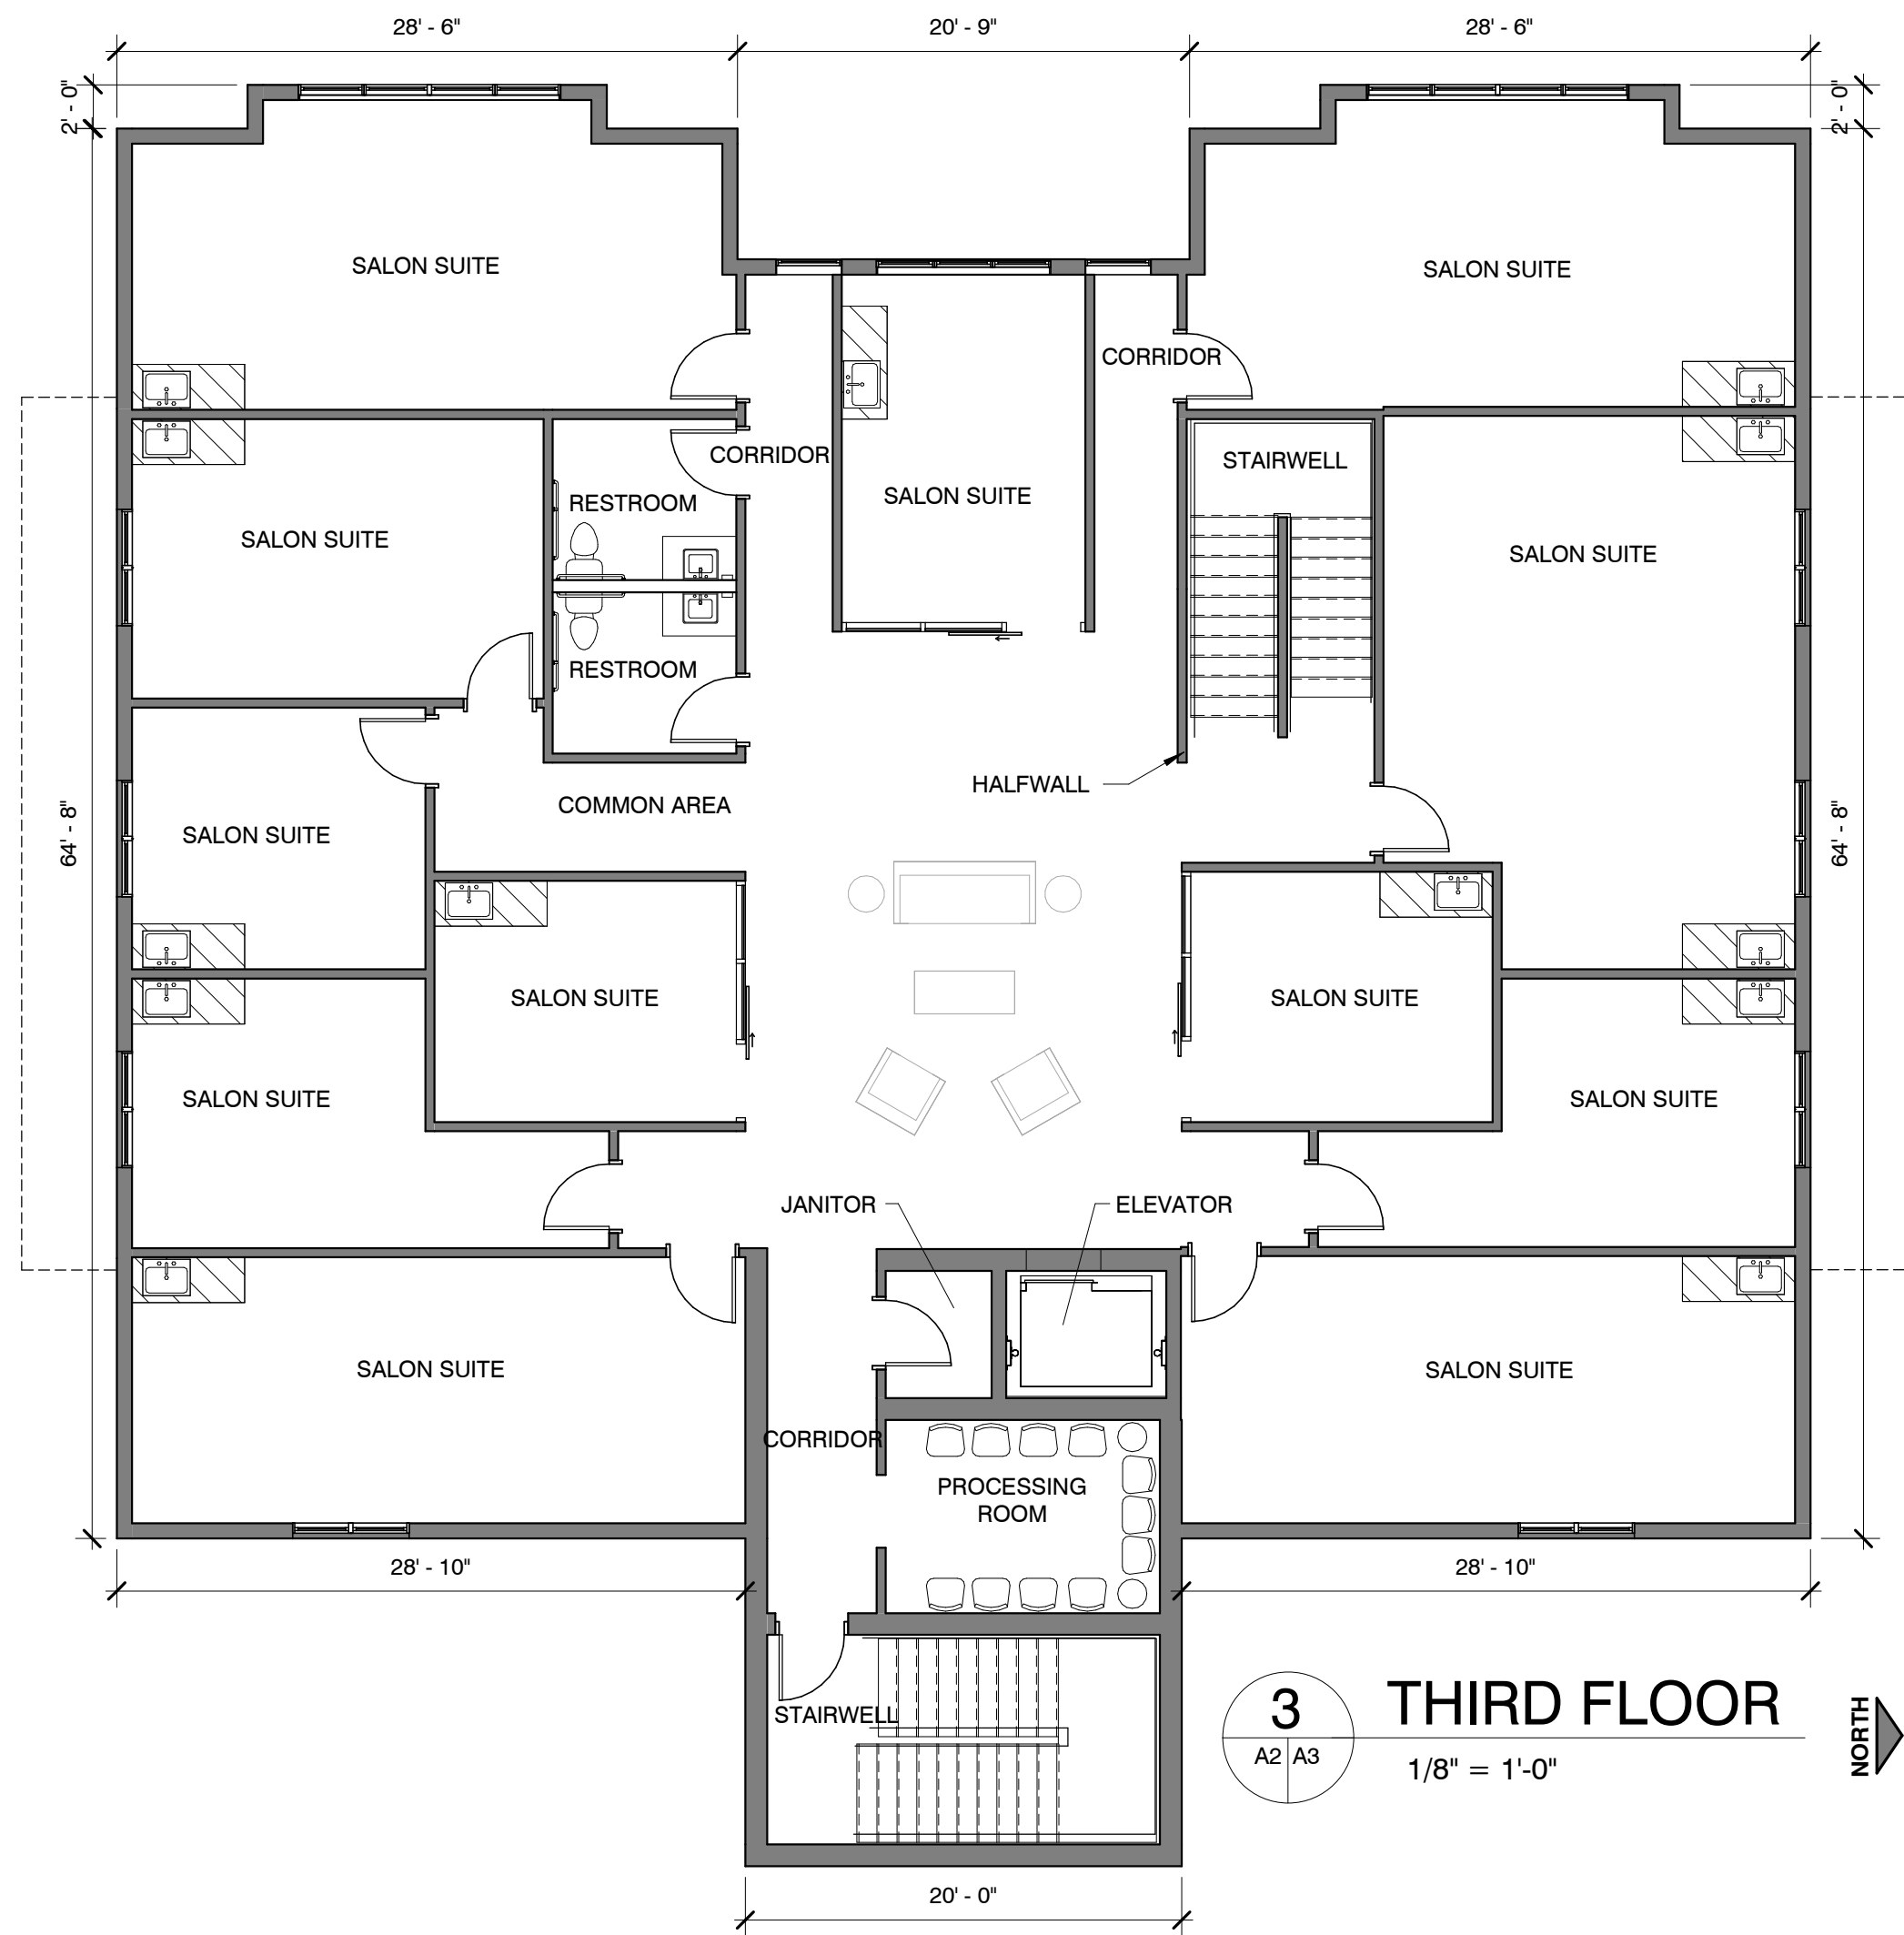 28' - 6"
20' - 9"
28' - 6"
2' - 0"
2' - 0"
SALON SUITE
SALON SUITE
CORRIDOR
CORRIDOR
STAIRWELL
SALON SUITE
RESTROOM
SALON SUITE
SALON SUITE
RESTROOM
HALFWALL
COMMON AREA
64' - 8"
64' - 8"
SALON SUITE
SALON SUITE
SALON SUITE
SALON SUITE
SALON SUITE
JANITOR
ELEVATOR
SALON SUITE
SALON SUITE
CORRIDOR
PROCESSING
ROOM
28' - 10"
28' - 10"
STAIRWELL
3
A2
A3
THIRD FLOOR
1/8" = 1'-0"
NORTH
20' - 0"